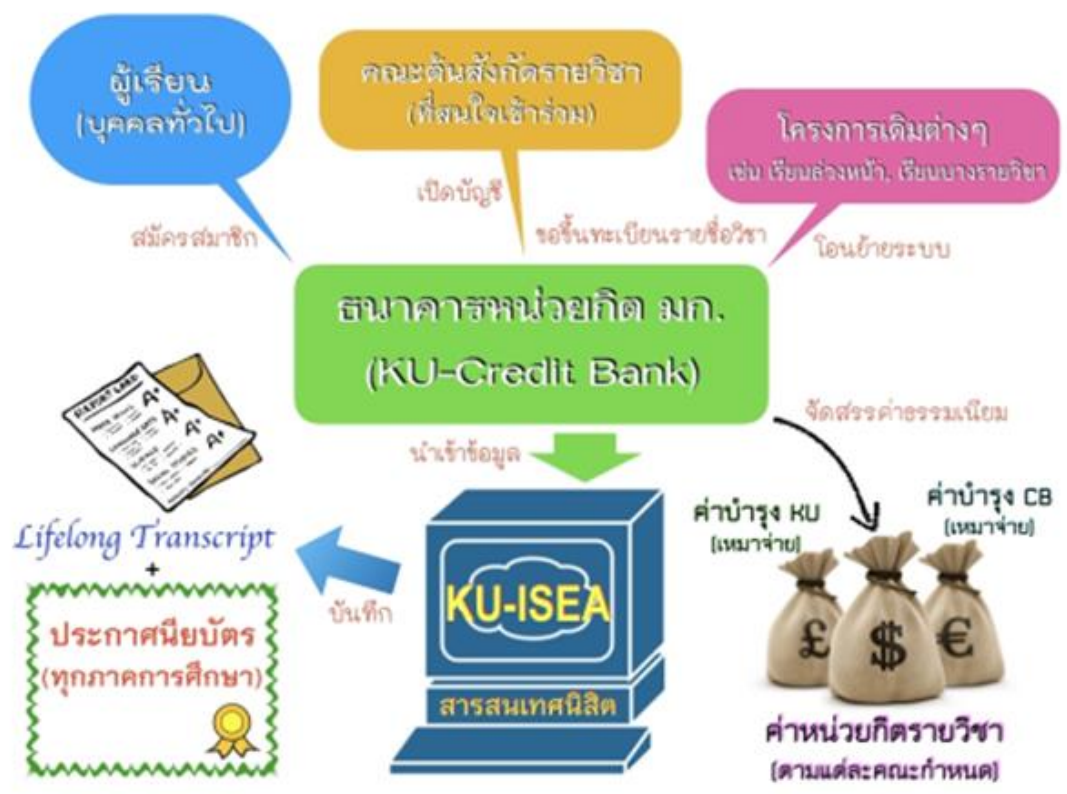 ผู้เรียน
(บุคคลทั่วไป)
คณะต้นสังกัดรายวิชา
(ที่สนใจเข้าร่วม)
โครงการเดิมต่างๆ
เช่น เรียนล่วงหน้า, เรียนบางรายวิชา
สมัครสมาชิก
เปิดบัญชี
ขอขึ้นทะเบียนรายชื่อวิชา
โอนย้ายระบบ
ธนาคารหน่วยกิต มก.
(KU-Credit Bank)
นำเข้าข้อมูล
จัดสรรค่าธรรมเนียม
REPORT CARD
A+
A+
A+
A+
Lifelong Transcript
+
ประกาศนียบัตร
(ทุกภาคการศึกษา)
บันทึก
KU-ISEA
สารสนเทศนิสิต
ค่าบำรุง KU
(เหมาจ่าย)
ค่าบำรุง CB
(เหมาจ่าย)
£
$
€
ค่าหน่วยกิตรายวิชา
(ตามแต่ละคณะกำหนด)